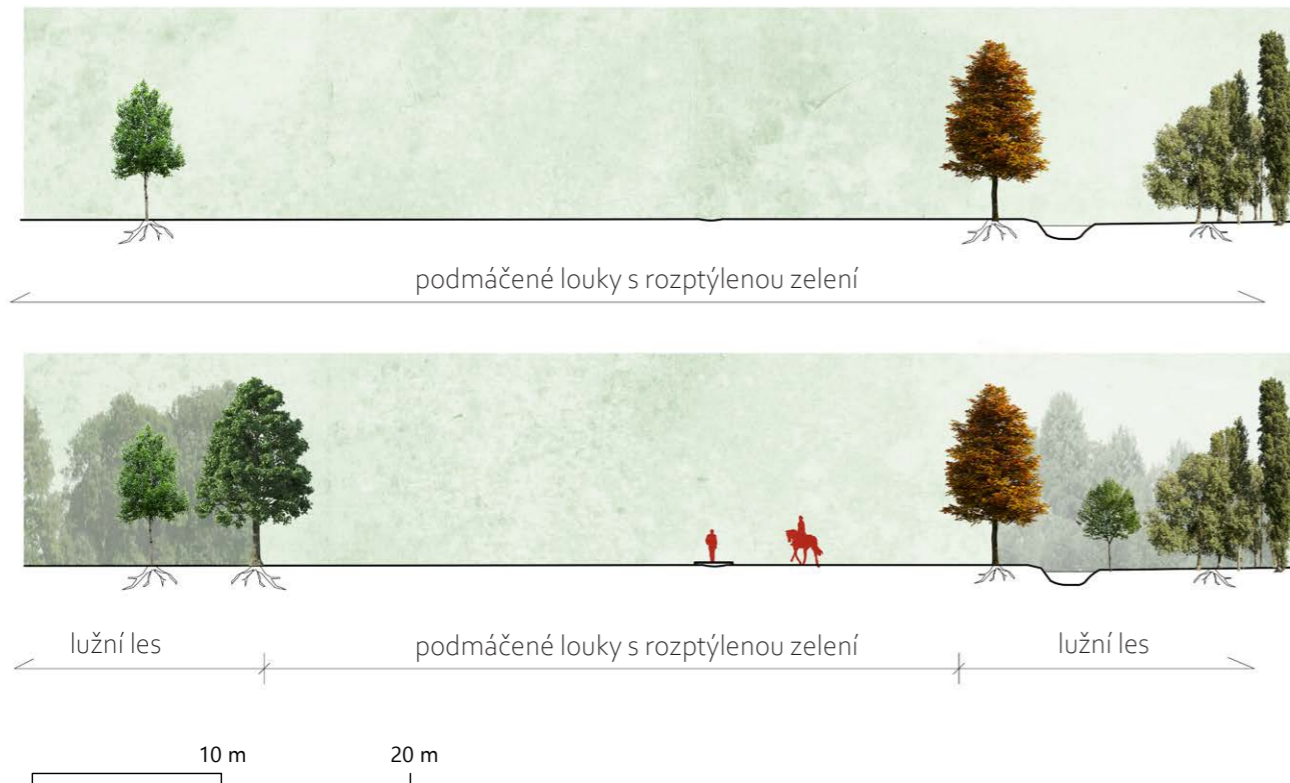 podmáčené louky s rozptýlenou zelení
lužní les
podmáčené louky s rozptýlenou zelení
lužní les
10 m
20 m